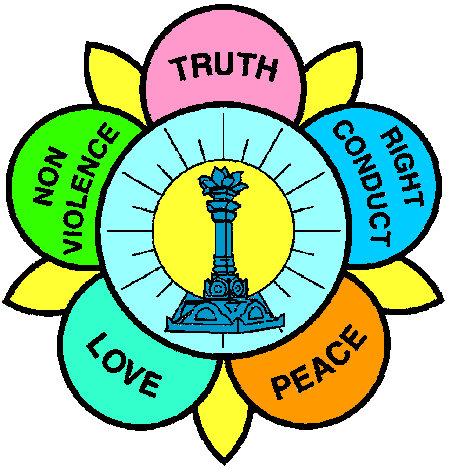 TRUTH
RIGHT
CONDUCT
PEACE
LOVE
NON
VIOLENCE